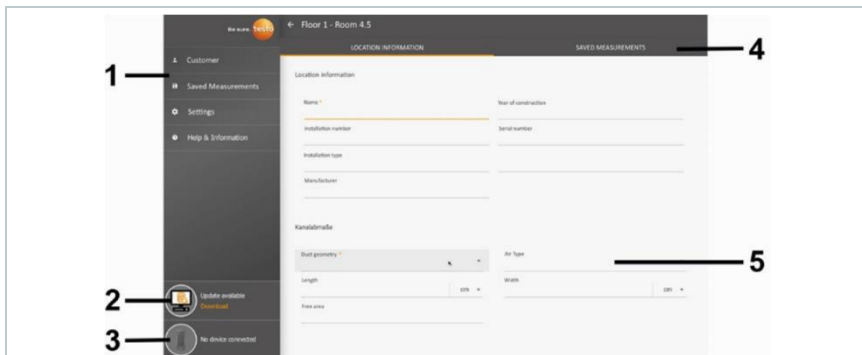 Be sure. testo
← Floor 1 - Room 4.5
LOCATION INFORMATION
SAVED MEASUREMENTS
4
1
Customer
Saved Measurements
Settings
Help & Information
Location information
Name *
Year of construction
Installation number
Serial number
Installation type
Manufacturer
Kanalabmaße
Duct geometry *
Air Type
5
Length
cm
Width
cm
Free area
2
Update available
Download
3
No device connected